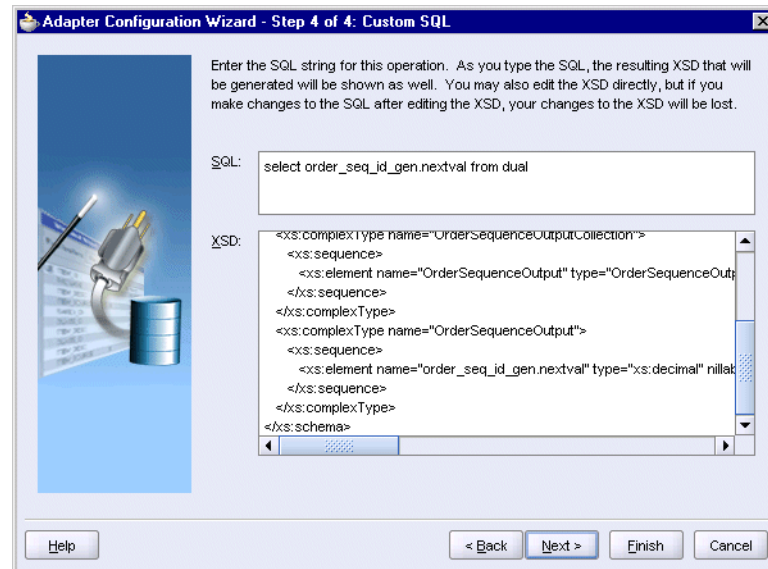 Adapter Configuration Wizard - Step 4 of 4: Custom SQL
Enter the SQL string for this operation. As you type the SQL, the resulting XSD that will
be generated will be shown as well. You may also edit the XSD directly, but if you
make changes to the SQL after editing the XSD, your changes to the XSD will be lost.
SQL:
select order_seq_id_gen.nextval from dual
XSD:
<xs:complexType name="OrderSequenceOutputCollection">
<xs:sequence>
<xs:element name="OrderSequenceOutput" type="OrderSequenceOutp
</xs:sequence>
</xs:complexType>
<xs:complexType name="OrderSequenceOutput">
<xs:sequence>
<xs:element name="order_seq_id_gen.nextval" type="xs:decimal" nillab
</xs:sequence>
</xs:complexType>
</xs:schema>
Help
< Back
Next >
Finish
Cancel